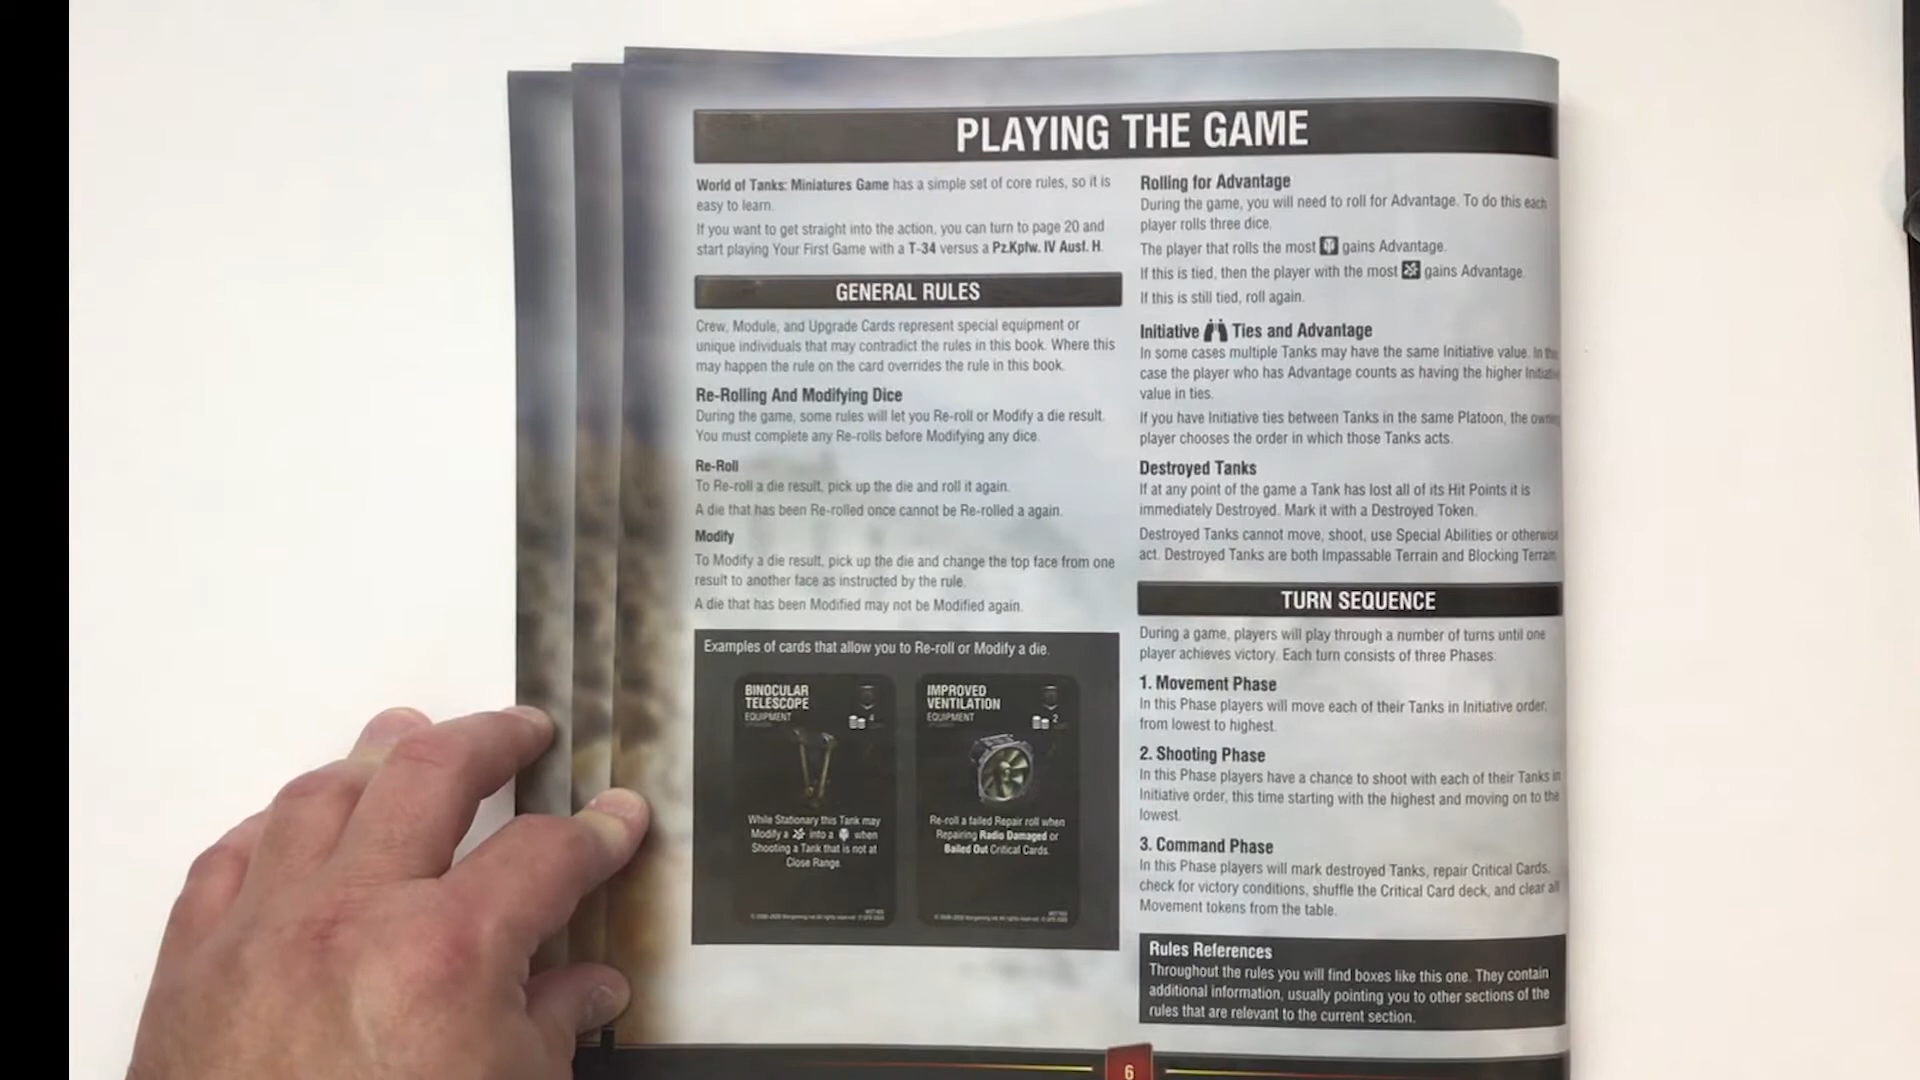 PLAYING THE GAME
World of Tanks: Miniatures Game has a simple set of core rules, so it is
easy to learn.
If you want to get straight into the action, you can turn to page 20 and
start playing Your First Game with a T-34 versus a Pz.Kpfw. IV Ausf. H.
GENERAL RULES
Crew, Module, and Upgrade Cards represent special equipment or
unique individuals that may contradict the rules in this book. Where this
may happen the rule on the card overrides the rule in this book.
Re-Rolling And Modifying Dice
During the game, some rules will let you Re-roll or Modify a die result.
You must complete any Re-rolls before Modifying any dice.
Re-Roll
To Re-roll a die result, pick up the die and roll it again.
A die that has been Re-rolled once cannot be Re-rolled a again.
Modify
To Modify a die result, pick up the die and change the top face from one
result to another face as instructed by the rule.
A die that has been Modified may not be Modified again.
Examples of cards that allow you to Re-roll or Modify a die.
BINOCULAR
TELESCOPE
EQUIPMENT
4
While Stationary this Tank may
Modify a into a when
Shooting a Tank that is not at
Close Range.
IMPROVED
VENTILATION
EQUIPMENT
2
Re-roll a failed Repair roll when
Repairing Radio Damaged or
Bailed Out Critical Cards.
Rolling for Advantage
During the game, you will need to roll for Advantage. To do this each
player rolls three dice.
The player that rolls the most gains Advantage.
If this is tied, then the player with the most gains Advantage.
If this is still tied, roll again.
Initiative Ties and Advantage
In some cases multiple Tanks may have the same Initiative value. In this
case the player who has Advantage counts as having the higher Initiative
value in ties.
If you have Initiative ties between Tanks in the same Platoon, the owning
player chooses the order in which those Tanks acts.
Destroyed Tanks
If at any point of the game a Tank has lost all of its Hit Points it is
immediately Destroyed. Mark it with a Destroyed Token.
Destroyed Tanks cannot move, shoot, use Special Abilities or otherwise
act. Destroyed Tanks are both Impassable Terrain and Blocking Terrain.
TURN SEQUENCE
During a game, players will play through a number of turns until one
player achieves victory. Each turn consists of three Phases:
1. Movement Phase
In this Phase players will move each of their Tanks in Initiative order,
from lowest to highest.
2. Shooting Phase
In this Phase players have a chance to shoot with each of their Tanks in
Initiative order, this time starting with the highest and moving on to the
lowest.
3. Command Phase
In this Phase players will mark destroyed Tanks, repair Critical Cards,
check for victory conditions, shuffle the Critical Card deck, and clear all
Movement tokens from the table.
Rules References
Throughout the rules you will find boxes like this one. They contain
additional information, usually pointing you to other sections of the
rules that are relevant to the current section.
6